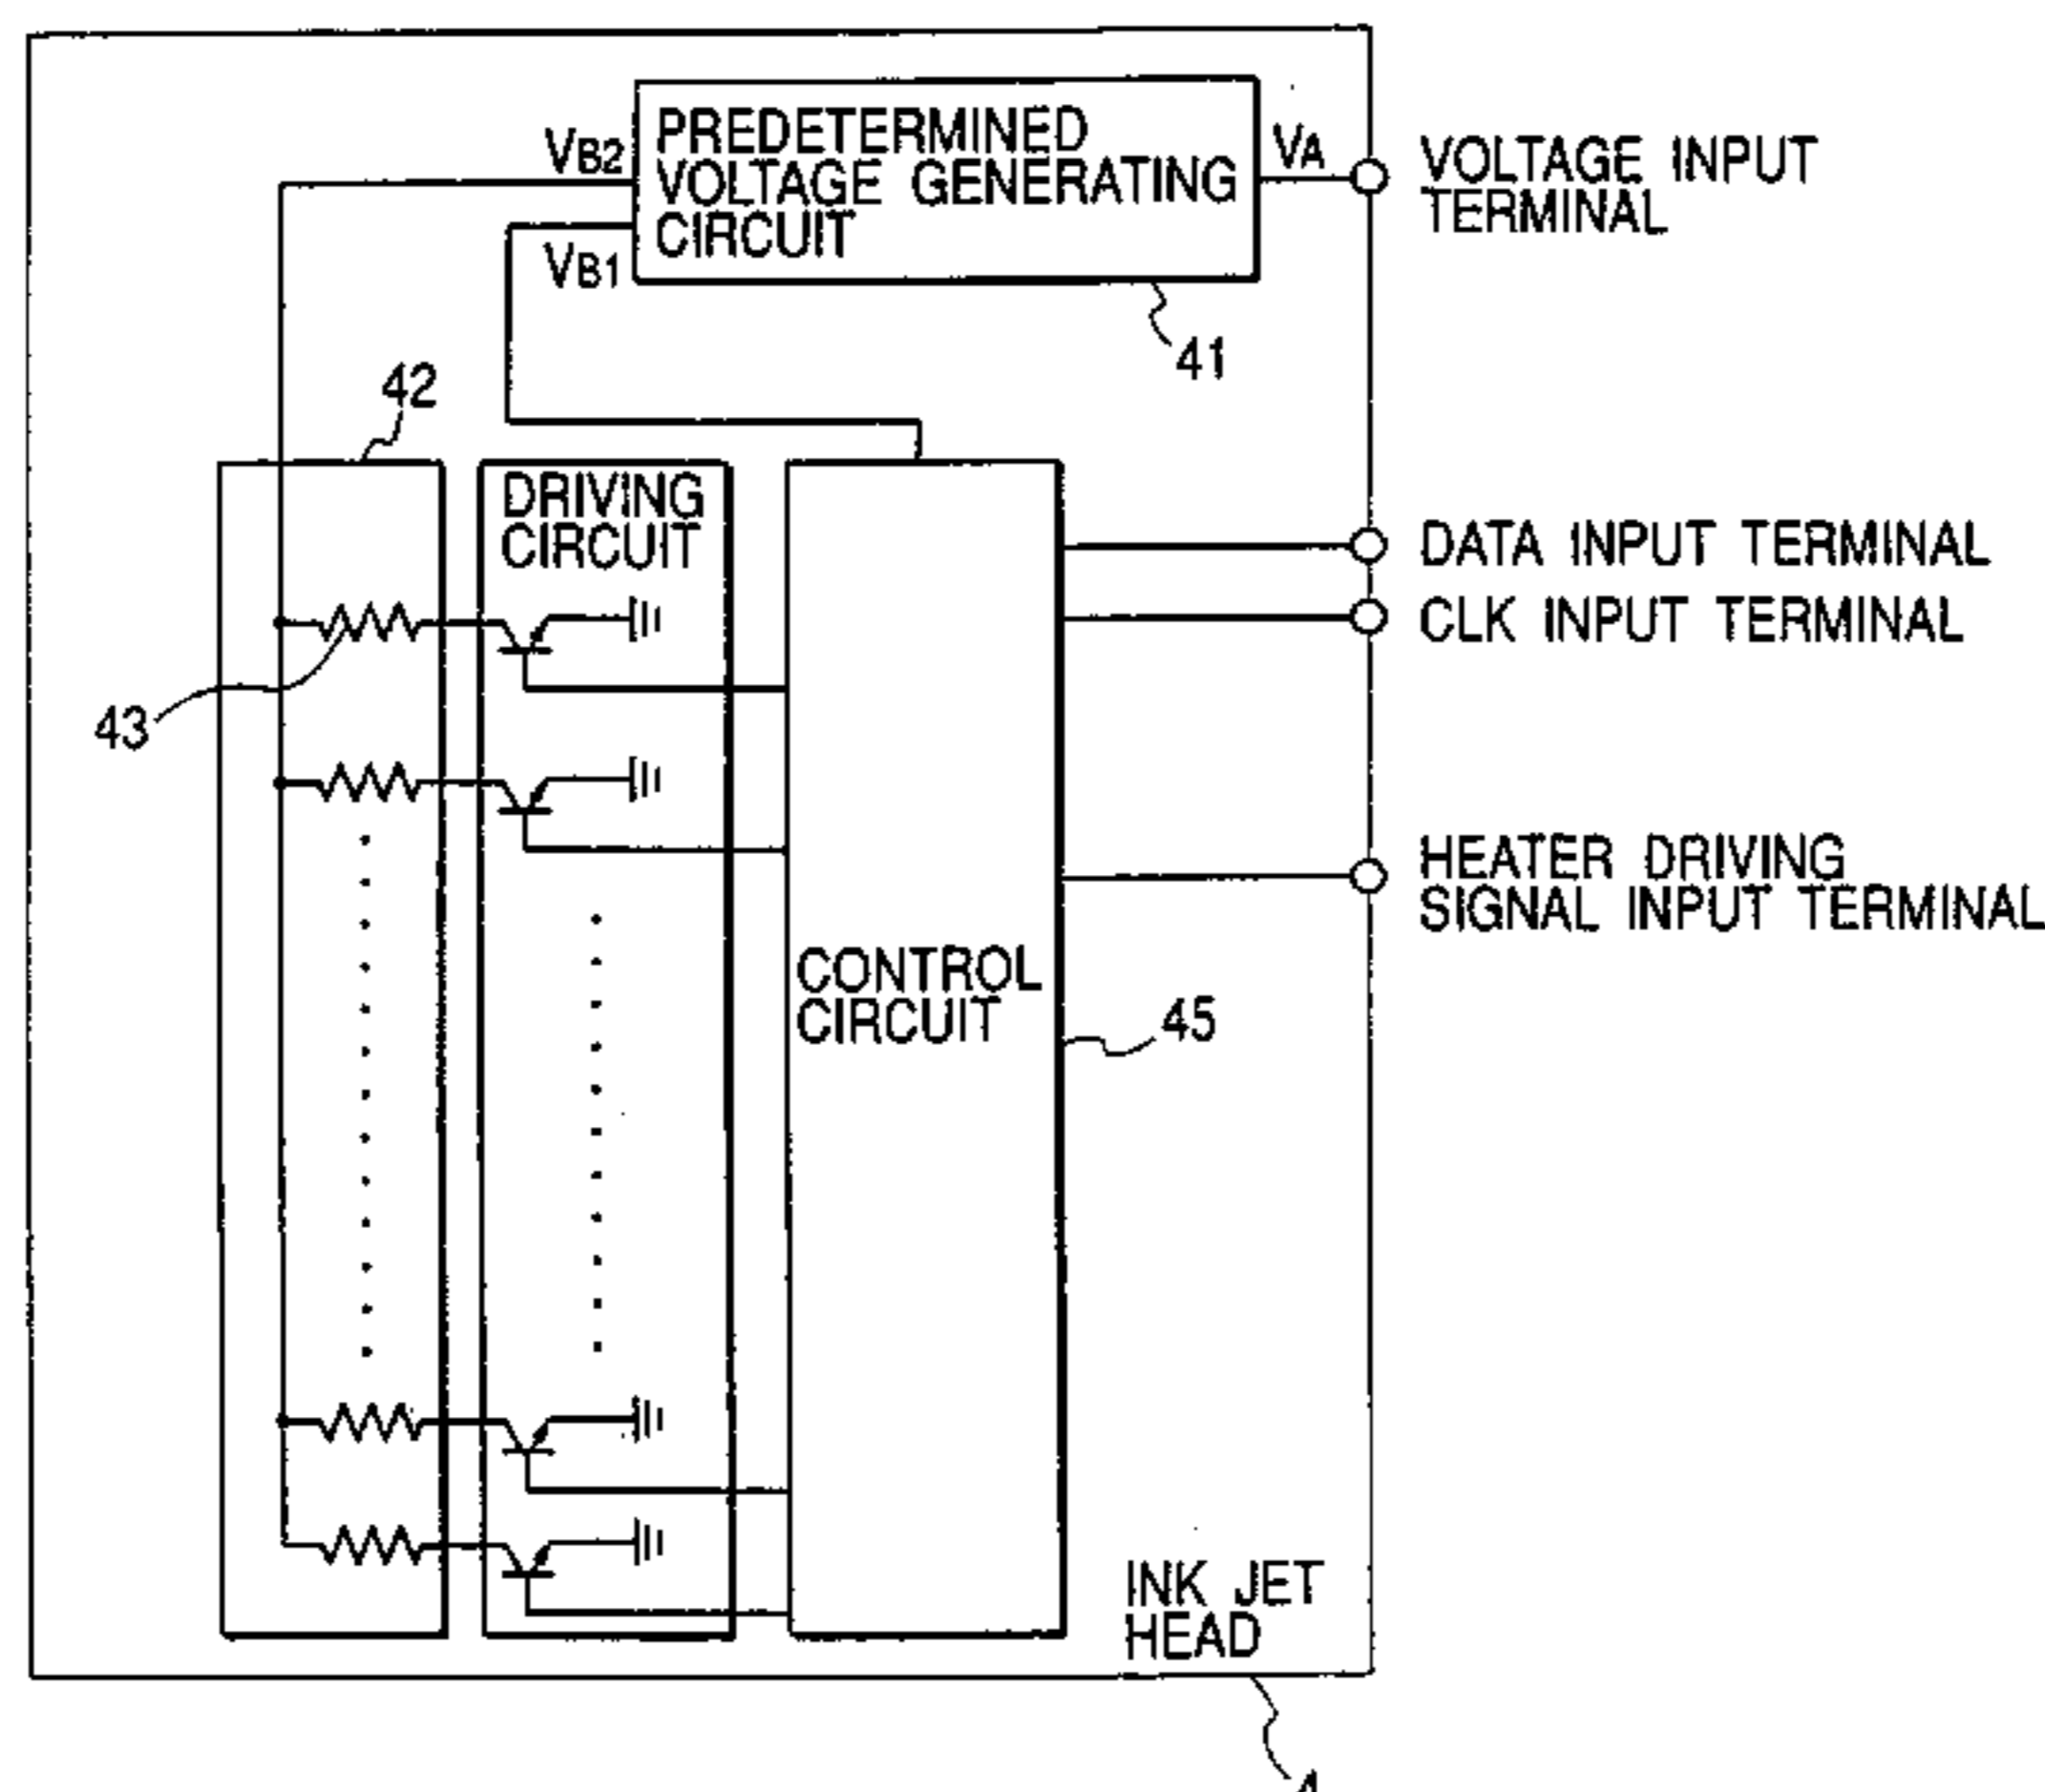 VB2
PREDETERMINED
VOLTAGE GENERATING
CIRCUIT
VA
VOLTAGE INPUT
TERMINAL
VB1
41
42
DRIVING
CIRCUIT
DATA INPUT TERMINAL
CLK INPUT TERMINAL
43
HEATER DRIVING
SIGNAL INPUT TERMINAL
CONTROL
CIRCUIT
45
INK JET
HEAD
4